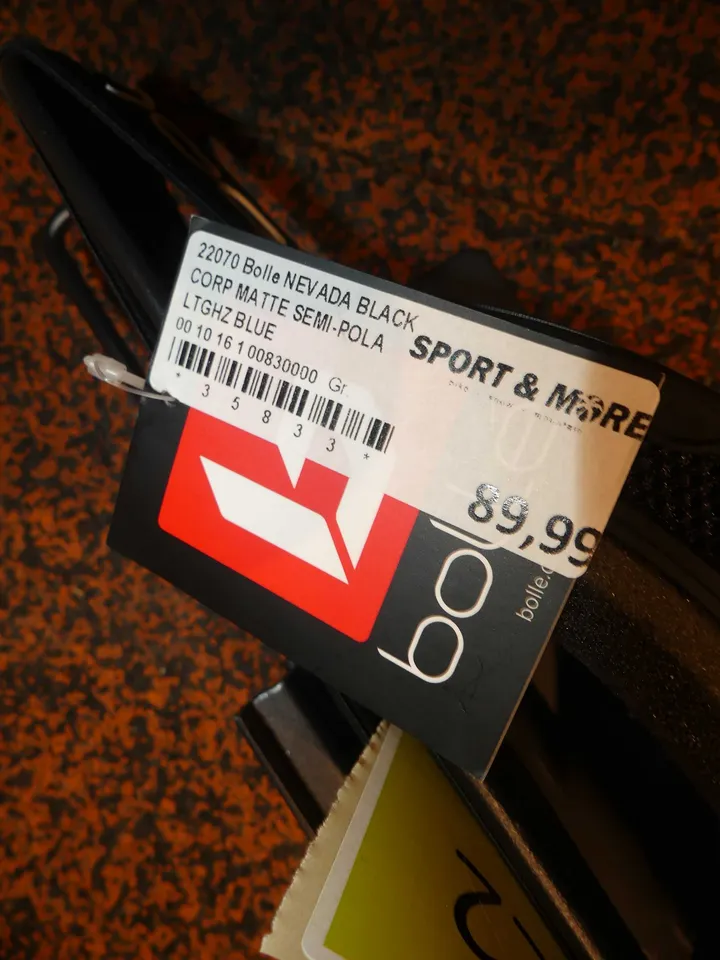 22070 Bolle NEVADA BLACK
CORP MATTE SEMI-POLA
LTGHZ BLUE
00 10 16 1 00830000 Gr.
* 3 5 8 3 3 *
SPORT & MORE
89,99
bol
bolle.c